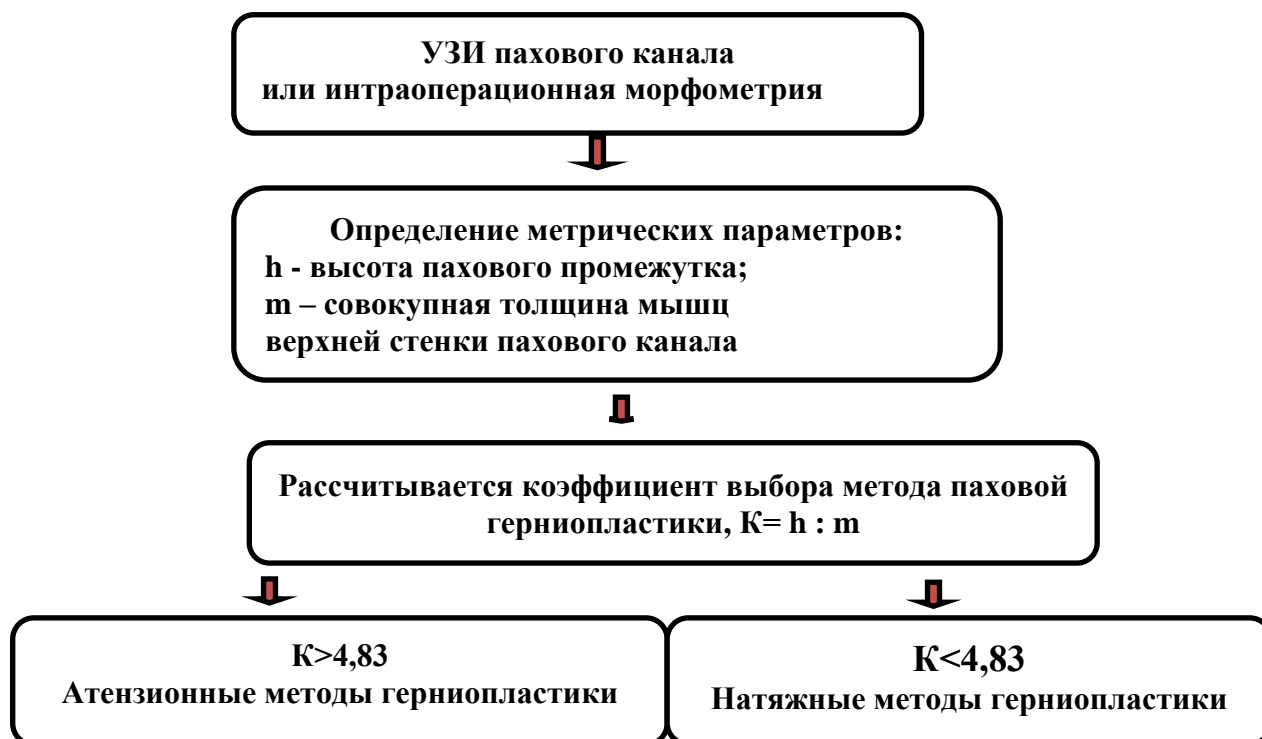 УЗИ пахового канала
или интраоперационная морфометрия
Определение метрических параметров:
h - высота пахового промежутка;
m – совокупная толщина мышц
верхней стенки пахового канала
Рассчитывается коэффициент выбора метода паховой
герниопластики, К= h : m
К>4,83
Атензионные методы герниопластики
К<4,83
Натяжные методы герниопластики